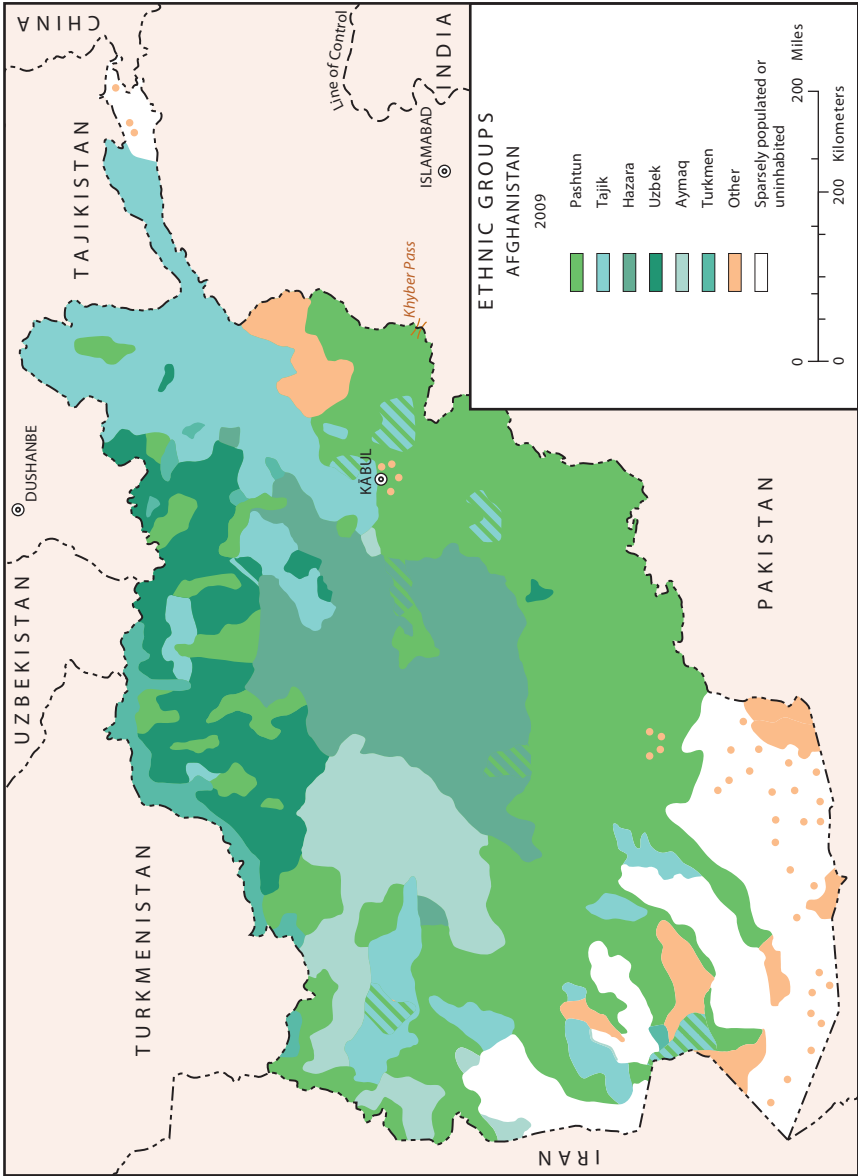 CHINA
TAJIKISTAN
DUSHANBE
UZBEKISTAN
TURKMENISTAN
IRAN
Line of Control
INDIA
ISLAMABAD
Khyber Pass
KĀBUL
PAKISTAN
ETHNIC GROUPS
AFGHANISTAN
2009
Pashtun
Tajik
Hazara
Uzbek
Aymaq
Turkmen
Other
Sparsely populated or
uninhabited
0 200 Miles
0 200 Kilometers